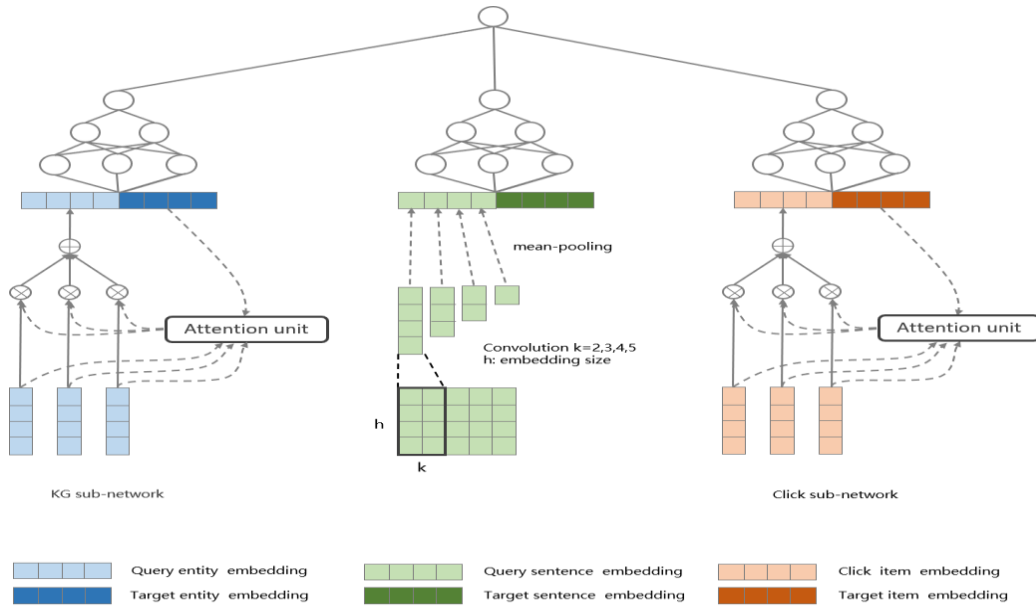 mean-pooling
Attention unit
Attention unit
Convolution k=2,3,4,5
h: embedding size
h
k
KG sub-network
Click sub-network
Query entity embedding
Query sentence embedding
Click item embedding
Target entity embedding
Target sentence embedding
Target item embedding